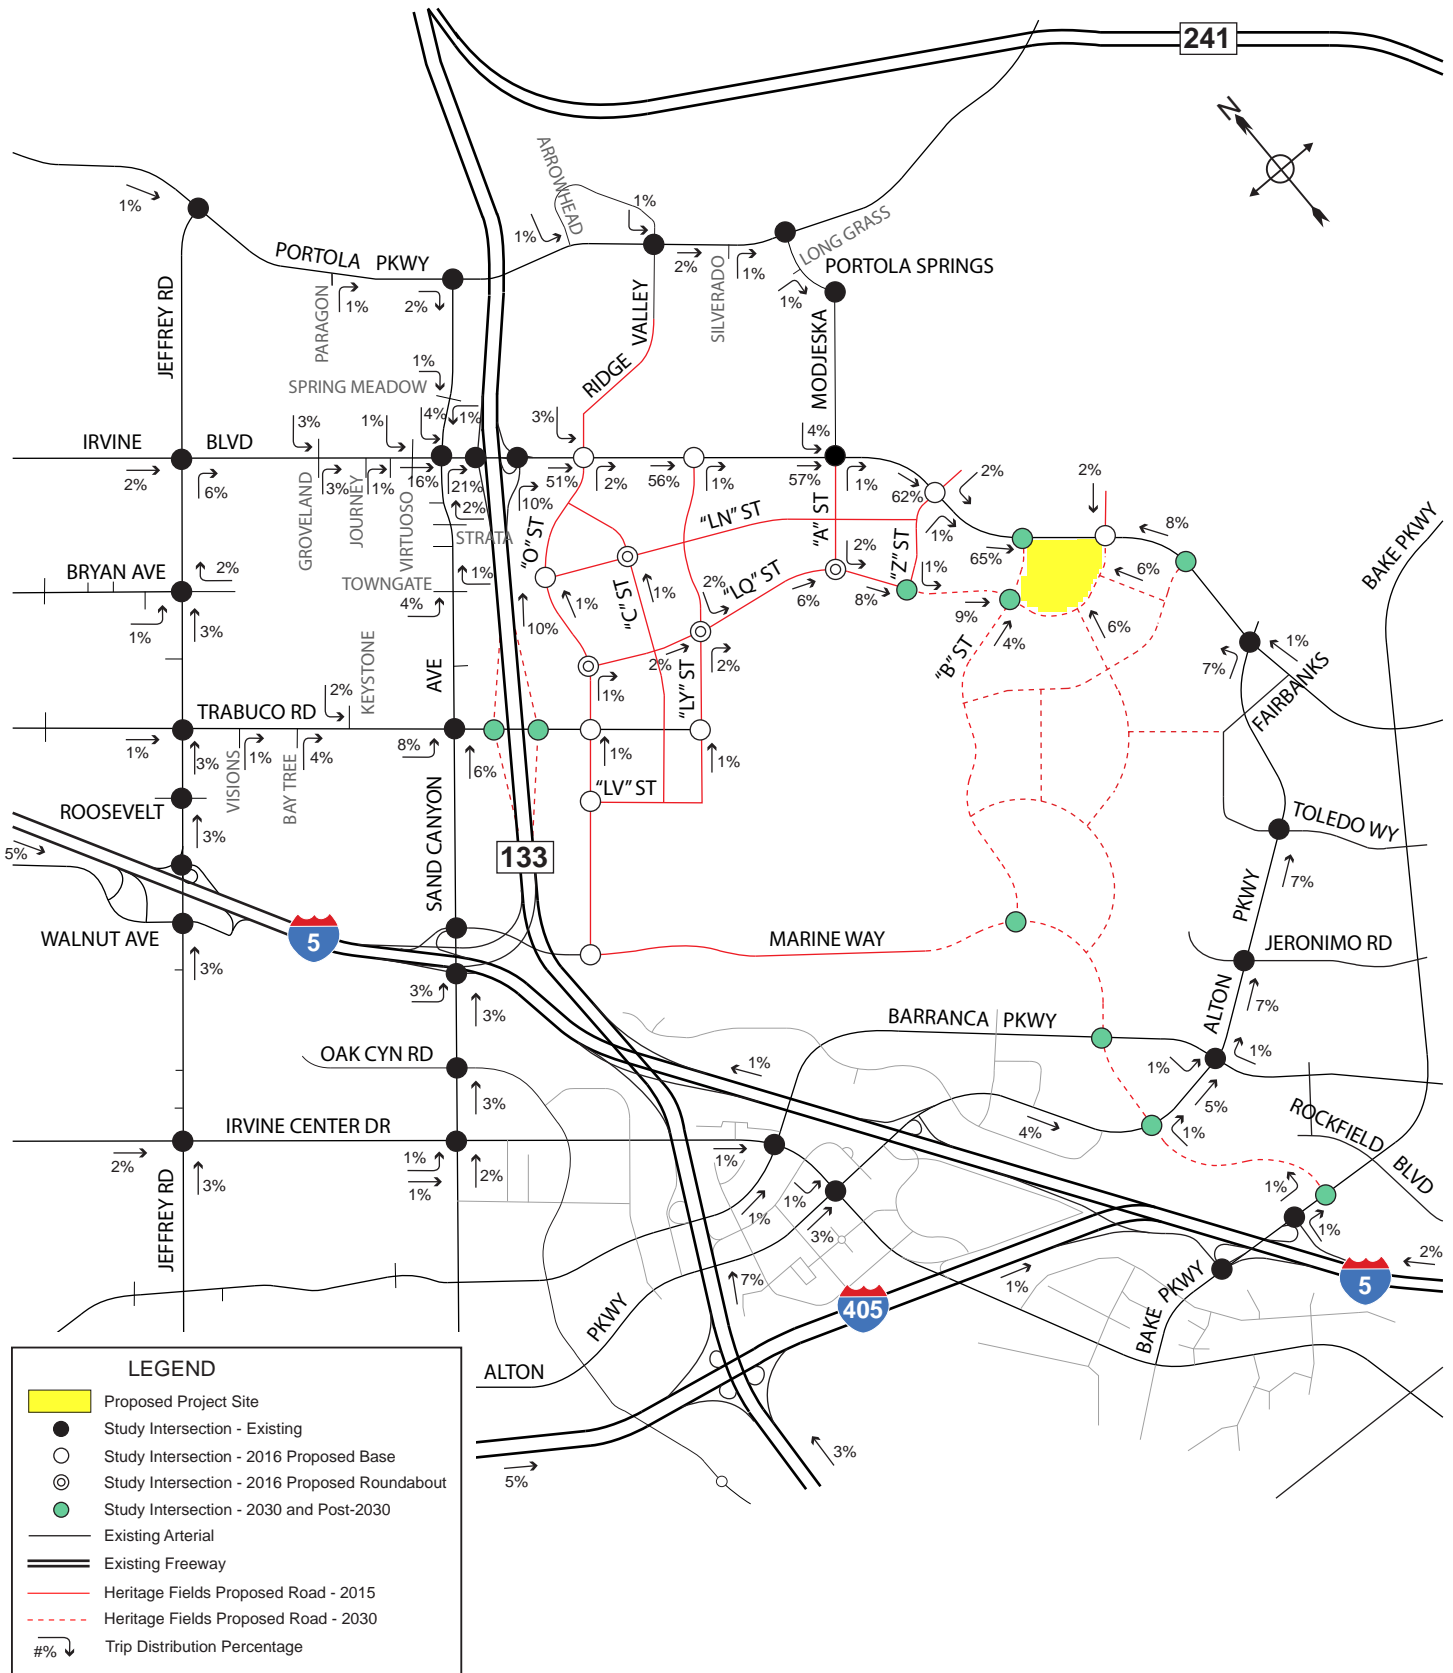 241
N
ARROWHEAD
1%
1%
1%
LONG GRASS
PORTOLA PKWY
2%
1%
PORTOLA SPRINGS
JEFFREY RD
PARAGON
1%
2%
VALLEY
SILVERADO
1%
MODJESKA
1%
RIDGE
SPRING MEADOW
3%
1%
4%
1%
3%
4%
IRVINE BLVD
2%
6%
3%
1%
16%
21%
10%
51%
2%
56%
1%
57%
1%
62%
2%
2%
GROVELAND
JOURNEY
VIRTUOSO
2%
STRATA
"O" ST
"LN" ST
"A" ST
"Z" ST
1%
8%
65%
BAKE PKWY
BRYAN AVE
2%
TOWNGATE
1%
2%
1%
6%
1%
3%
4%
10%
1%
"C" ST
1%
2%
"LQ" ST
6%
8%
9%
4%
6%
KEYSTONE
AVE
2%
2%
"LY" ST
"B" ST
7%
1%
FAIRBANKS
2%
1%
TRABUCO RD
1%
3%
VISIONS
1%
BAY TREE
4%
8%
6%
1%
1%
ROOSEVELT
"LV" ST
3%
5%
SAND CANYON
133
TOLEDO WY
7%
PKWY
WALNUT AVE
5
MARINE WAY
JERONIMO RD
3%
3%
3%
7%
ALTON
BARRANCA PKWY
OAK CYN RD
1%
1%
1%
3%
5%
IRVINE CENTER DR
4%
1%
ROCKFIELD BLVD
2%
3%
1%
1%
2%
1%
1%
1%
3%
1%
1%
JEFFREY RD
7%
1%
2%
405
5
PKWY
BAKE PKWY
ALTON
5%
3%
LEGEND
Proposed Project Site
Study Intersection - Existing
Study Intersection - 2016 Proposed Base
Study Intersection - 2016 Proposed Roundabout
Study Intersection - 2030 and Post-2030
Existing Arterial
Existing Freeway
Heritage Fields Proposed Road - 2015
Heritage Fields Proposed Road - 2030
#% Trip Distribution Percentage